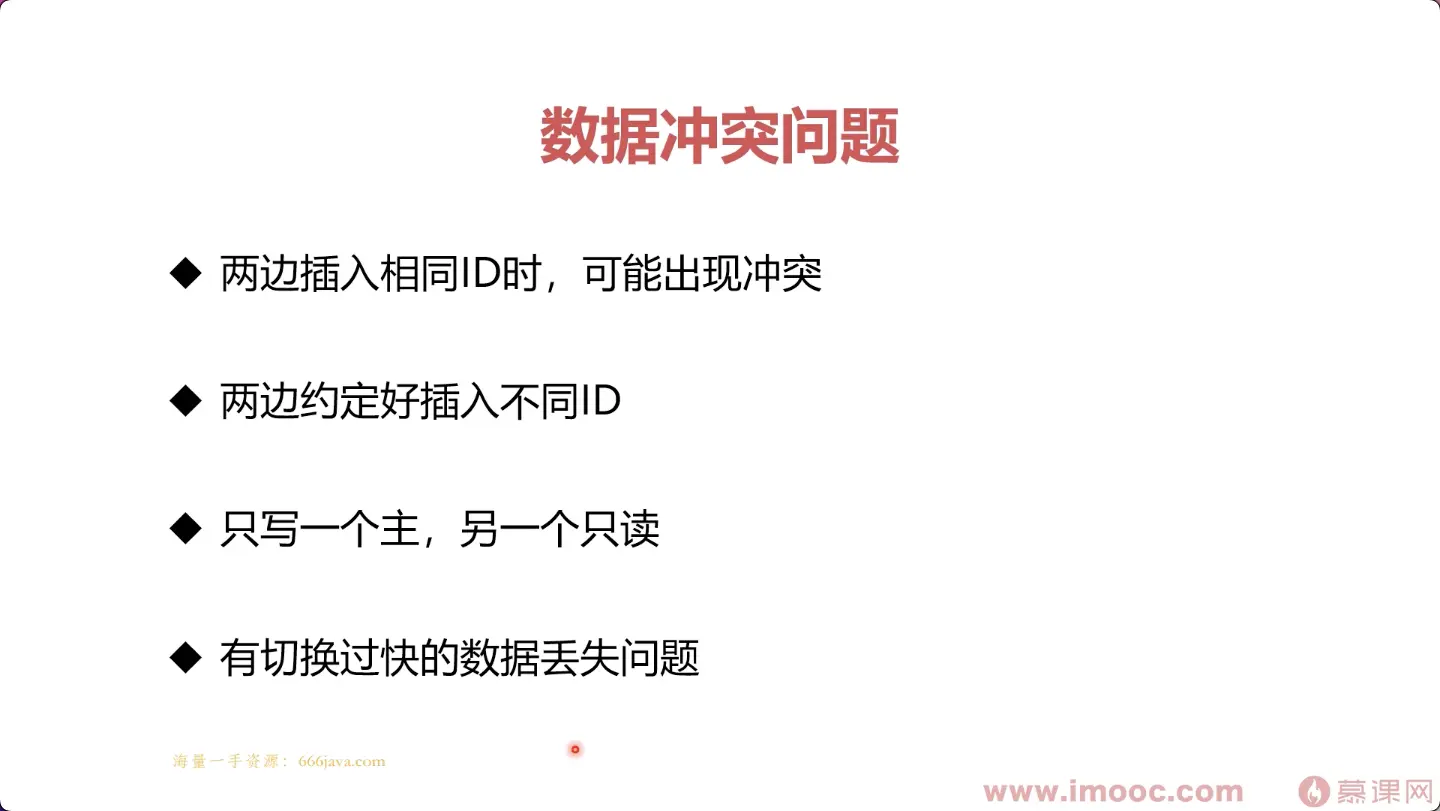 数据冲突问题
◆ 两边插入相同ID时，可能出现冲突
◆ 两边约定好插入不同ID
◆ 只写一个主，另一个只读
◆ 有切换过快的数据丢失问题
海量一手资源：666java.com
www.imooc.com 慕课网